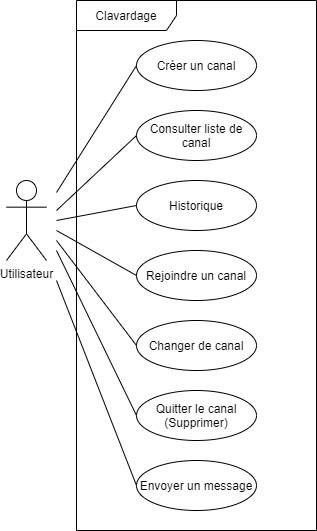 Clavardage
Créer un canal
Consulter liste de
canal
Historique
Utilisateur
Rejoindre un canal
Changer de canal
Quitter le canal
(Supprimer)
Envoyer un message